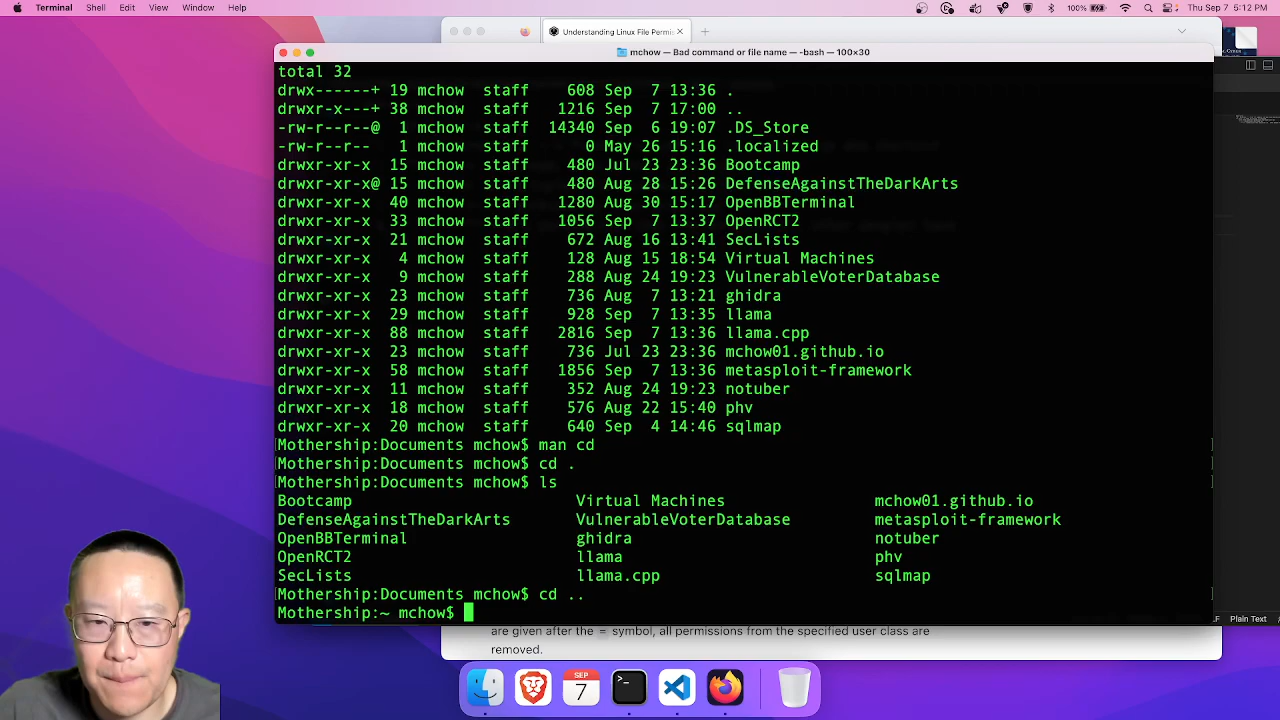 Terminal Shell Edit View Window Help 100% Thu Sep 7 5:12 PM
Understanding Linux File Permi
mchow — Bad command or file name — -bash — 100×30
total 32
drwx------+ 19 mchow staff 608 Sep 7 13:36 .
drwxr-x---+ 38 mchow staff 1216 Sep 7 17:00 ..
-rw-r--r--@ 1 mchow staff 14340 Sep 6 19:07 .DS_Store
-rw-r--r-- 1 mchow staff 0 May 26 15:16 .localized
drwxr-xr-x 15 mchow staff 480 Jul 23 23:36 Bootcamp
drwxr-xr-x@ 15 mchow staff 480 Aug 28 15:26 DefenseAgainstTheDarkArts
drwxr-xr-x 40 mchow staff 1280 Aug 30 15:17 OpenBBTerminal
drwxr-xr-x 33 mchow staff 1056 Sep 7 13:37 OpenRCT2
drwxr-xr-x 21 mchow staff 672 Aug 16 13:41 SecLists
drwxr-xr-x 4 mchow staff 128 Aug 15 18:54 Virtual Machines
drwxr-xr-x 9 mchow staff 288 Aug 24 19:23 VulnerableVoterDatabase
drwxr-xr-x 23 mchow staff 736 Aug 7 13:21 ghidra
drwxr-xr-x 29 mchow staff 928 Sep 7 13:35 llama
drwxr-xr-x 88 mchow staff 2816 Sep 7 13:36 llama.cpp
drwxr-xr-x 23 mchow staff 736 Jul 23 23:36 mchow01.github.io
drwxr-xr-x 58 mchow staff 1856 Sep 7 13:36 metasploit-framework
drwxr-xr-x 11 mchow staff 352 Aug 24 19:23 notuber
drwxr-xr-x 18 mchow staff 576 Aug 22 15:40 phv
drwxr-xr-x 20 mchow staff 640 Sep 4 14:46 sqlmap
[Mothership:Documents mchow$ man cd ]
[Mothership:Documents mchow$ cd . ]
[Mothership:Documents mchow$ ls ]
Bootcamp Virtual Machines mchow01.github.io
DefenseAgainstTheDarkArts VulnerableVoterDatabase metasploit-framework
OpenBBTerminal ghidra notuber
OpenRCT2 llama phv
SecLists llama.cpp sqlmap
[Mothership:Documents mchow$ cd .. ]
Mothership:~ mchow$
LF Plain Text
are given after the = symbol, all permissions from the specified user class are
removed.
SEP
7